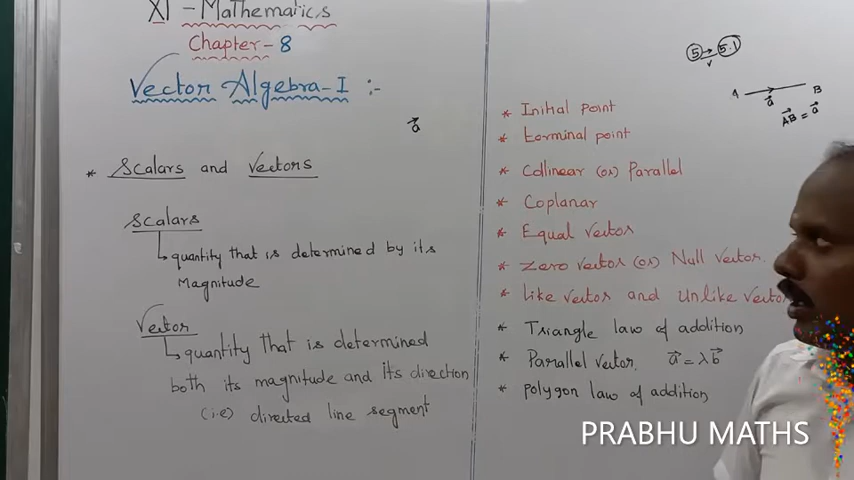 XI - Mathematics
Chapter - 8
Vector Algebra - I :-
a⃗
* Scalars and Vectors
Scalars
quantity that is determined by its
Magnitude
Vector
quantity that is determined
both its magnitude and its direction
(i.e) directed line segment
5 → 5.1
A B
a⃗
AB⃗ = a⃗
* Initial point
* terminal point
* Collinear (or) Parallel
* Coplanar
* Equal Vector
* Zero vector (or) Null vector.
* Like vector and Unlike Vector
* Triangle law of addition
* Parallel vector. a⃗ = λb⃗
* polygon law of addition
PRABHU MATHS